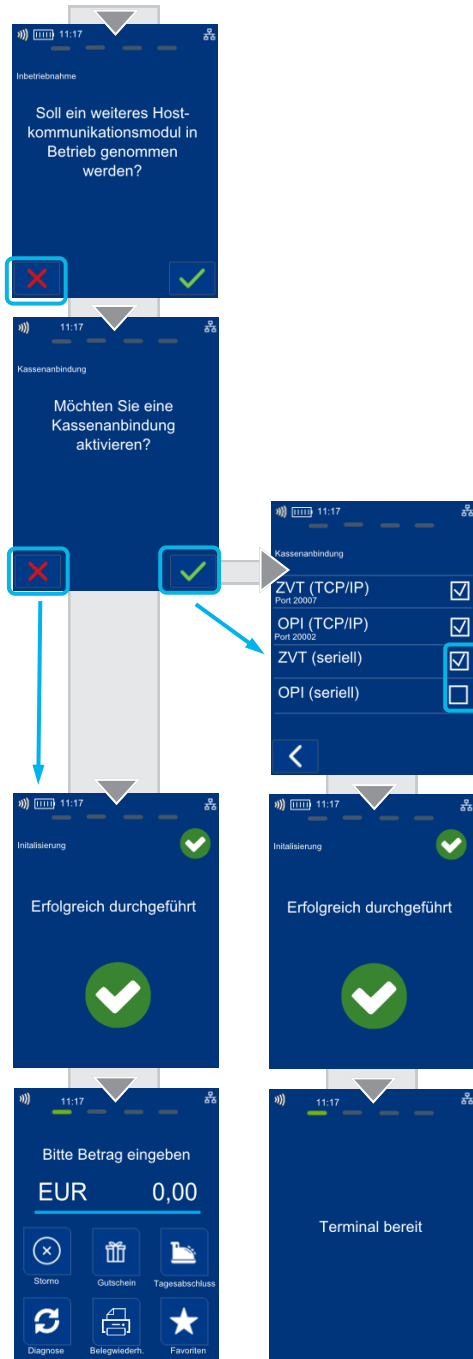 11:17
Inbetriebnahme
Soll ein weiteres Host-
kommunikationsmodul in
Betrieb genommen
werden?
11:17
Kassenanbindung
Möchten Sie eine
Kassenanbindung
aktivieren?
11:17
Kassenanbindung
ZVT (TCP/IP)
Port 20007
OPI (TCP/IP)
Port 20002
ZVT (seriell)
OPI (seriell)
11:17
Initalisierung
Erfolgreich durchgeführt
11:17
Initalisierung
Erfolgreich durchgeführt
11:17
Bitte Betrag eingeben
EUR 0,00
Storno Gutschein Tagesabschluss
Diagnose Belegwiederh. Favoriten
11:17
Terminal bereit